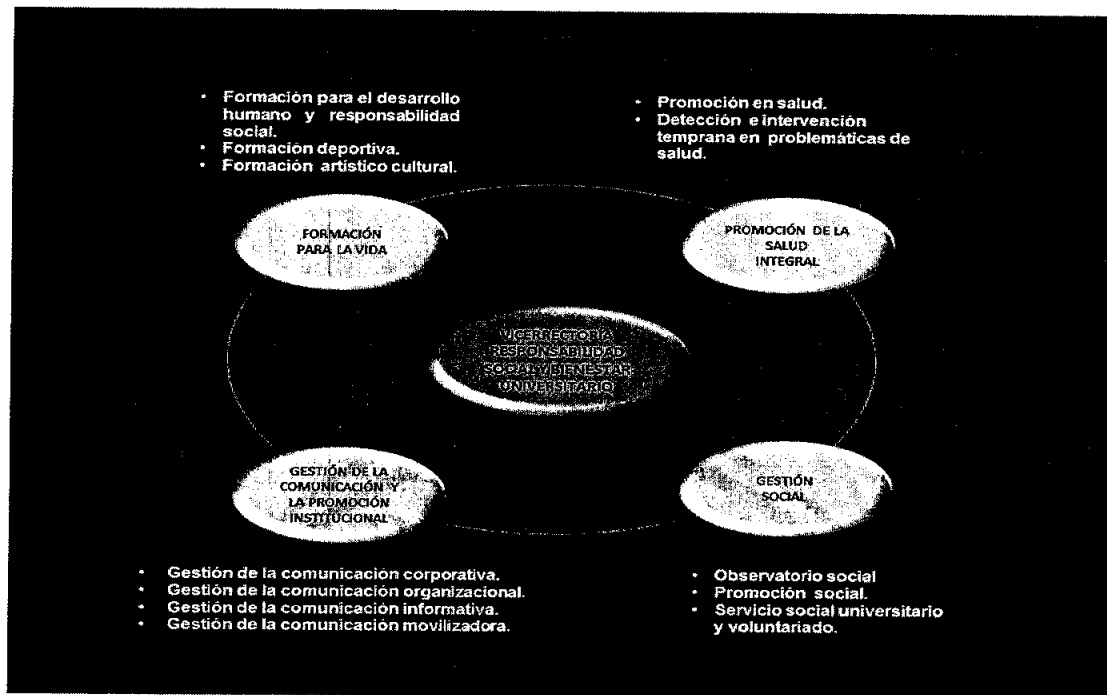 • Formación para el desarrollo
humano y responsabilidad
social.
• Formación deportiva.
• Formación artístico cultural.
• Promoción en salud.
• Detección e intervención
temprana en problemáticas de
salud.
FORMACIÓN
PARA LA VIDA
PROMOCIÓN DE LA
SALUD
INTEGRAL
VICERRECTORÍA
RESPONSABILIDAD
SOCIAL Y BIENESTAR
UNIVERSITARIO
GESTIÓN DE LA
COMUNICACIÓN Y
LA PROMOCIÓN
INSTITUCIONAL
GESTIÓN
SOCIAL
• Gestión de la comunicación corporativa.
• Gestión de la comunicación organizacional.
• Gestión de la comunicación informativa.
• Gestión de la comunicación movilizadora.
• Observatorio social
• Promoción social.
• Servicio social universitario
y voluntariado.